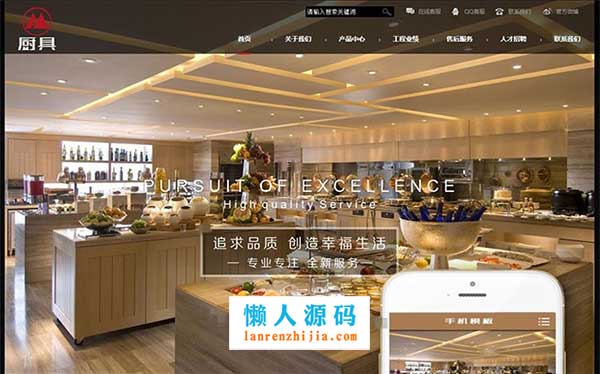 请输入搜索关键词
在线客服
QQ客服
联系我们
官方微博
厨具
首页
关于我们
产品中心
工程业绩
售后服务
人才招聘
联系我们
PURSUIT OF EXCELLENCE
High quality Service
追求品质 创造幸福生活
— 专业专注 全新服务 —
懒人源码
lanrenzhijia.com
手机模板